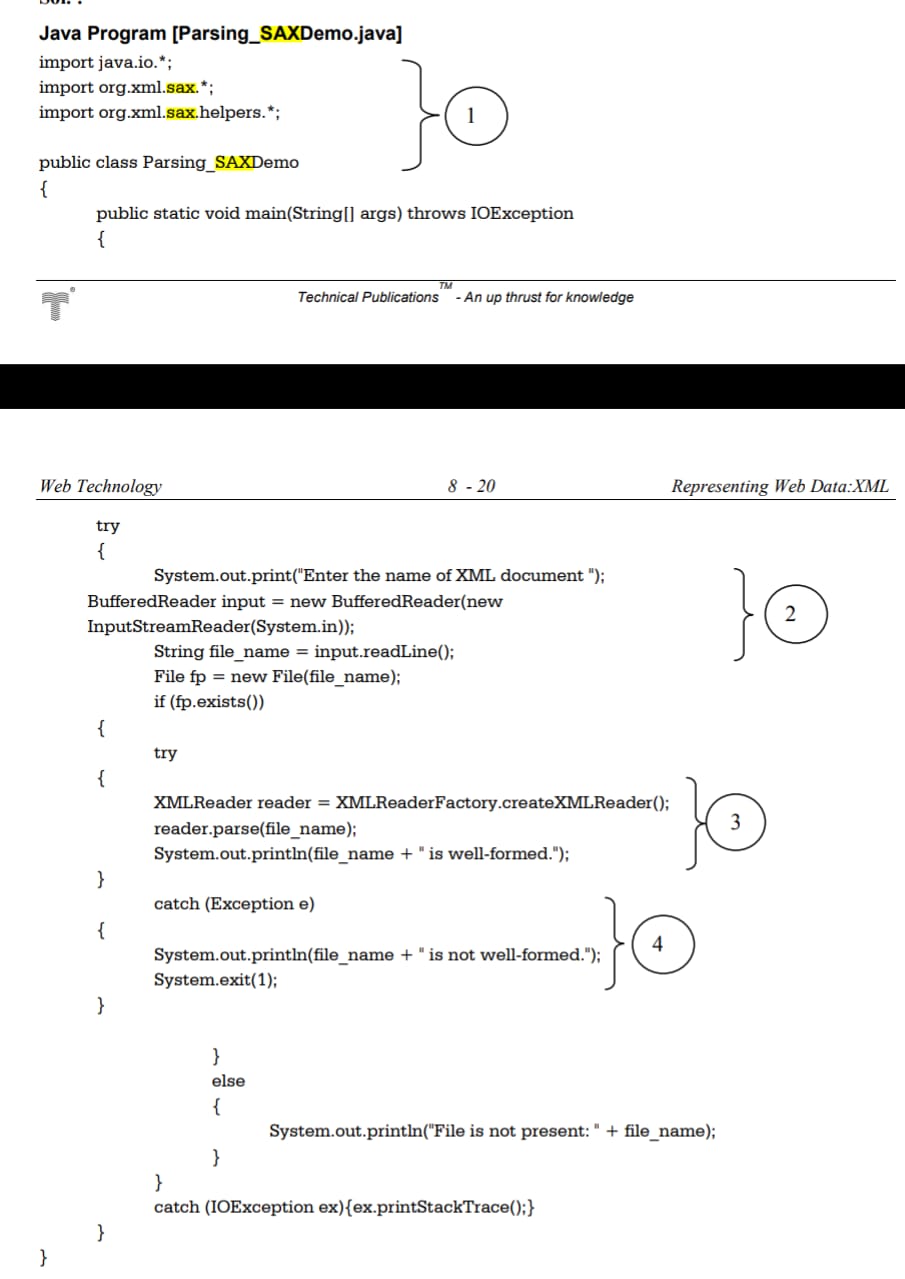 Java Program [Parsing_SAXDemo.java]
import java.io.*;
import org.xml.sax.*;
import org.xml.sax.helpers.*;
1
public class Parsing_SAXDemo
{
public static void main(String[] args) throws IOException
{
T®
Technical Publications TM - An up thrust for knowledge
Web Technology 8 - 20 Representing Web Data:XML
try
{
System.out.print("Enter the name of XML document ");
BufferedReader input = new BufferedReader(new
InputStreamReader(System.in));
2
String file_name = input.readLine();
File fp = new File(file_name);
if (fp.exists())
{
try
{
XMLReader reader = XMLReaderFactory.createXMLReader();
reader.parse(file_name);
3
System.out.println(file_name + " is well-formed.");
}
catch (Exception e)
{
4
System.out.println(file_name + " is not well-formed.");
System.exit(1);
}
}
else
{
System.out.println("File is not present: " + file_name);
}
}
catch (IOException ex){ex.printStackTrace();}
}
}